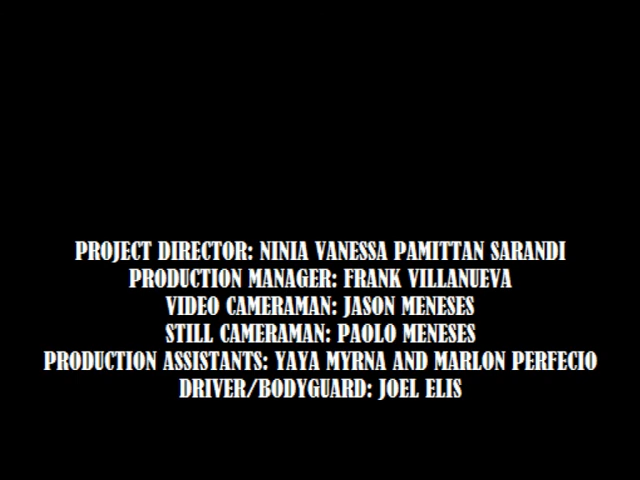 PROJECT DIRECTOR: NINIA VANESSA PAMITTAN SARANDI
PRODUCTION MANAGER: FRANK VILLANUEVA
VIDEO CAMERAMAN: JASON MENESES
STILL CAMERAMAN: PAOLO MENESES
PRODUCTION ASSISTANTS: YAYA MYRNA AND MARLON PERFECIO
DRIVER/BODYGUARD: JOEL ELIS